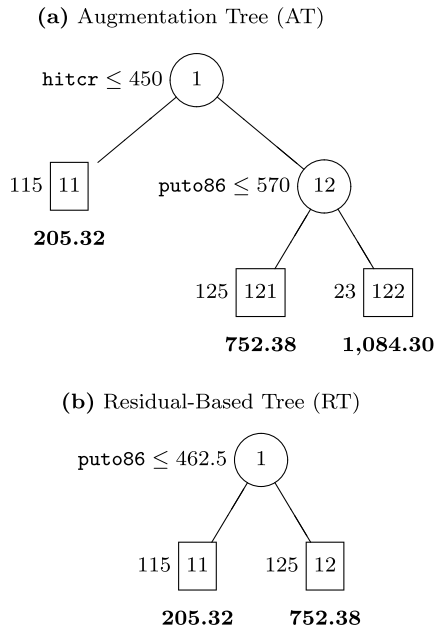 (a) Augmentation Tree (AT)
hitcr ≤ 450 1
115 11 puto86 ≤ 570 12
205.32
125 121 23 122
752.38 1,084.30
(b) Residual-Based Tree (RT)
puto86 ≤ 462.5 1
115 11 125 12
205.32 752.38